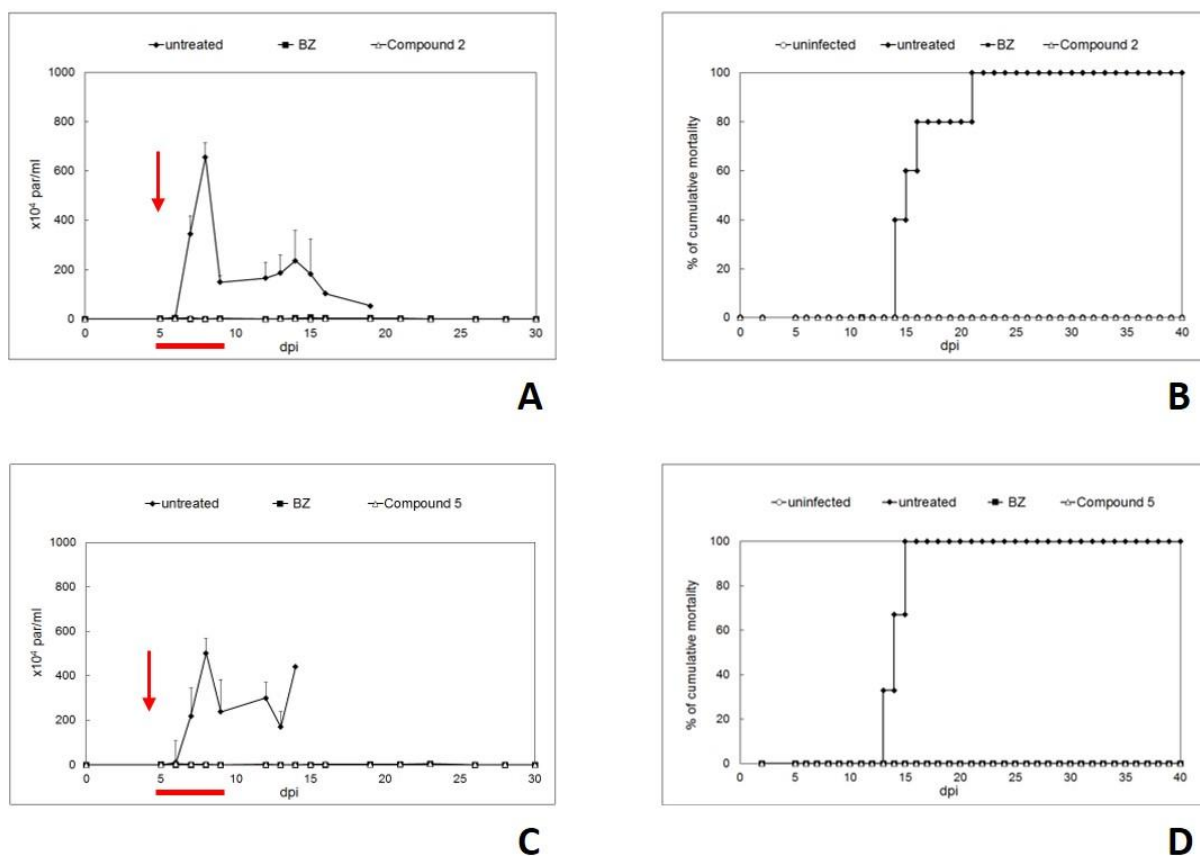 untreated BZ Compound 2
1000
800
600
400
200
0
x10⁴ par/ml
0 5 10 15 20 25 30
dpi
A
uninfected untreated BZ Compound 2
100
80
60
40
20
0
% of cumulative mortality
0 5 10 15 20 25 30 35 40
dpi
B
untreated BZ Compound 5
1000
800
600
400
200
0
x10⁴ par/ml
0 5 10 15 20 25 30
dpi
C
uninfected untreated BZ Compound 5
100
80
60
40
20
0
% of cumulative mortality
0 5 10 15 20 25 30 35 40
dpi
D